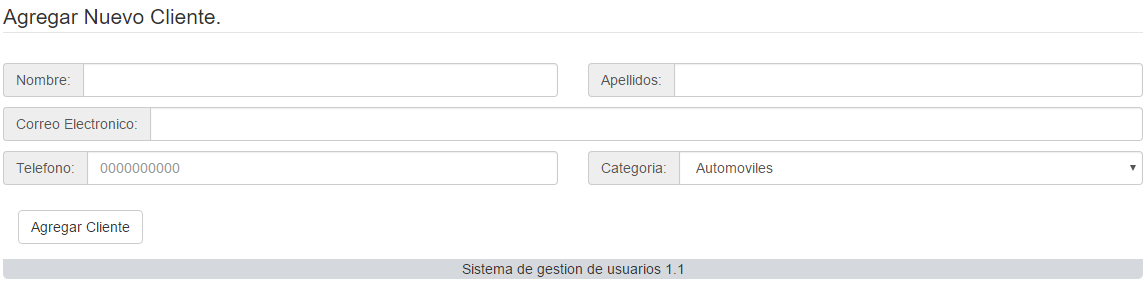 Agregar Nuevo Cliente.
Nombre: Apellidos:
Correo Electronico:
Telefono: 0000000000 Categoria: Automoviles
Agregar Cliente
Sistema de gestion de usuarios 1.1